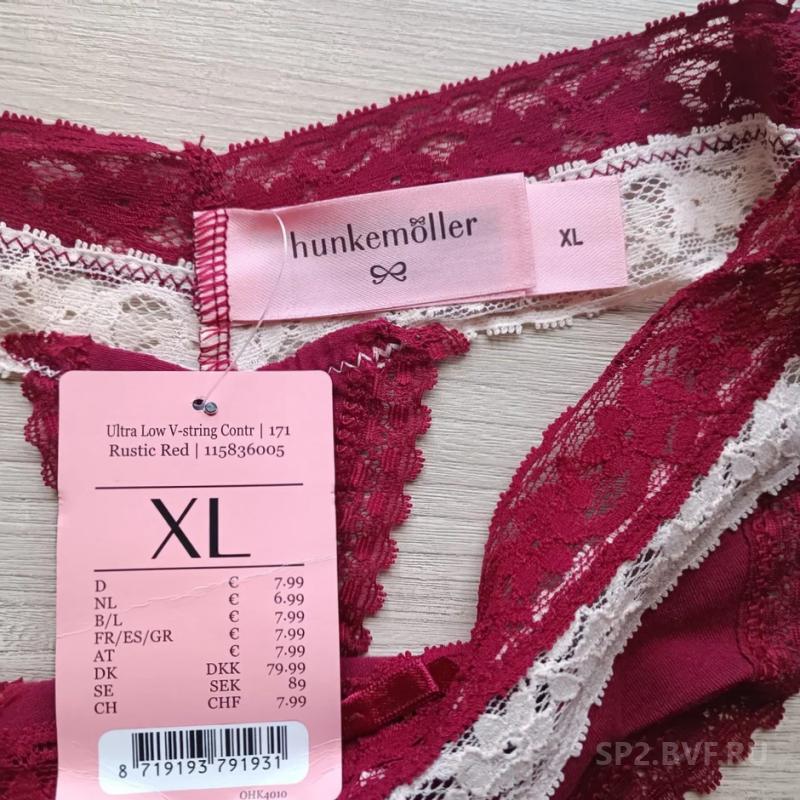 hunkemöller
XL
Ultra Low V-string Contr | 171
Rustic Red | 115836005
XL
D € 7.99
NL € 6.99
B/L € 7.99
FR/ES/GR € 7.99
AT € 7.99
DK DKK 79.99
SE SEK 89
CH CHF 7.99
8 719193 791931
OHK4010
SP2.BVF.RU